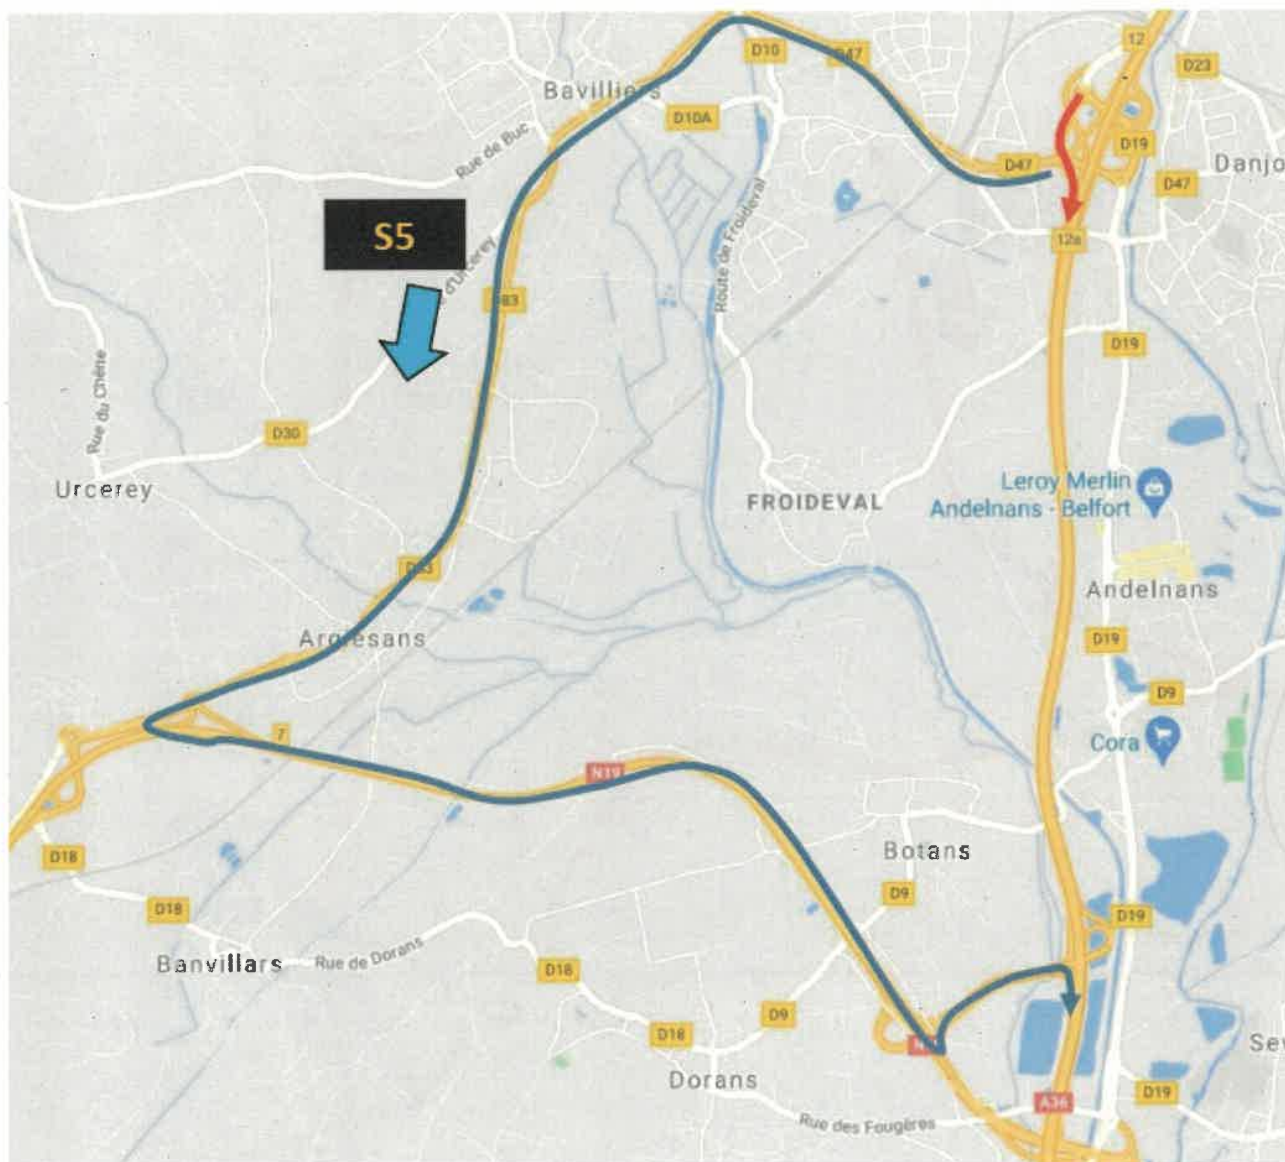 12
D10
D47
D23
Bavilliers
D10A
Rue de Buc
D47
D19
Danjo
D47
S5
d'Urcerey
Route de Froideval
12a
D83
D19
Rue du Chêne
D30
Urcerey
Leroy Merlin
Andelnans - Belfort
FROIDEVAL
D83
Andelnans
Argiésans
D19
D9
7
Cora
N19
D18
Botans
D9
D18
D19
Banvillars
Rue de Dorans
D18
D9
D18
Sev
Dorans
D19
A36
Rue des Fougères